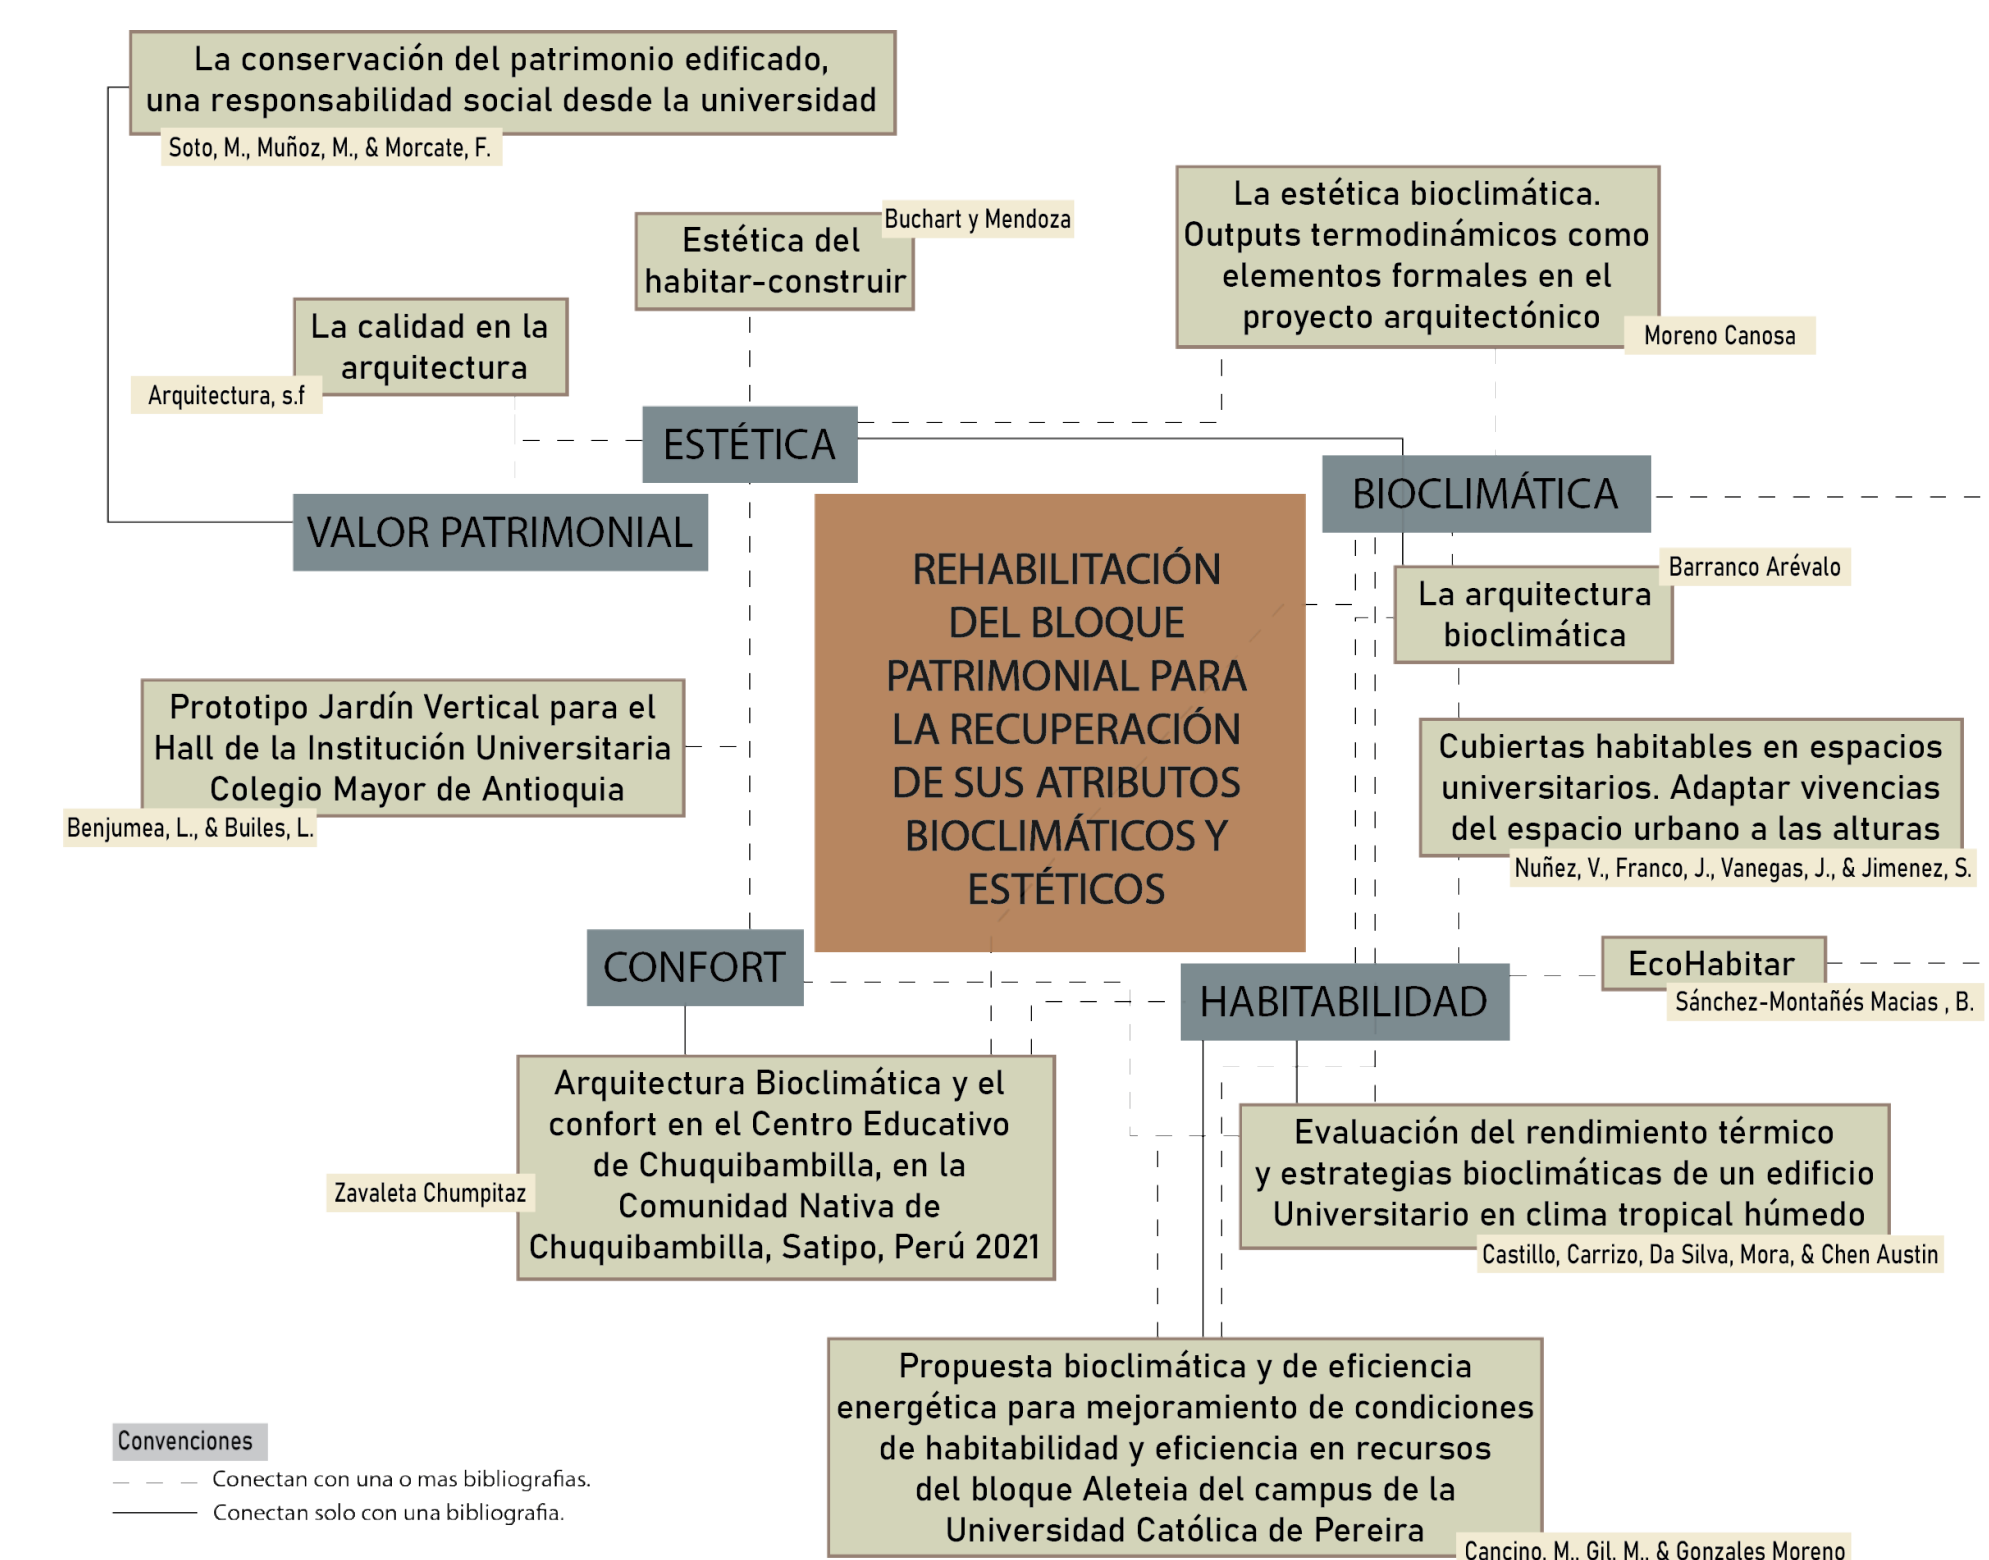 La conservación del patrimonio edificado,
una responsabilidad social desde la universidad
Soto, M., Muñoz, M., & Morcate, F.
La estética bioclimática.
Outputs termodinámicos como
elementos formales en el
proyecto arquitectónico
Moreno Canosa
Buchart y Mendoza
Estética del
habitar-construir
La calidad en la
arquitectura
Arquitectura, s.f
ESTÉTICA
BIOCLIMÁTICA
VALOR PATRIMONIAL
REHABILITACIÓN
DEL BLOQUE
PATRIMONIAL PARA
LA RECUPERACIÓN
DE SUS ATRIBUTOS
BIOCLIMÁTICOS Y
ESTÉTICOS
Barranco Arévalo
La arquitectura
bioclimática
Prototipo Jardín Vertical para el
Hall de la Institución Universitaria
Colegio Mayor de Antioquia
Benjumea, L., & Builes, L.
Cubiertas habitables en espacios
universitarios. Adaptar vivencias
del espacio urbano a las alturas
Nuñez, V., Franco, J., Vanegas, J., & Jimenez, S.
CONFORT
HABITABILIDAD
EcoHabitar
Sánchez-Montañés Macias , B.
Arquitectura Bioclimática y el
confort en el Centro Educativo
de Chuquibambilla, en la
Comunidad Nativa de
Chuquibambilla, Satipo, Perú 2021
Zavaleta Chumpitaz
Evaluación del rendimiento térmico
y estrategias bioclimáticas de un edificio
Universitario en clima tropical húmedo
Castillo, Carrizo, Da Silva, Mora, & Chen Austin
Propuesta bioclimática y de eficiencia
energética para mejoramiento de condiciones
de habitabilidad y eficiencia en recursos
del bloque Aleteia del campus de la
Universidad Católica de Pereira
Cancino, M., Gil, M., & Gonzales Moreno
Convenciones
Conectan con una o mas bibliografias.
Conectan solo con una bibliografia.